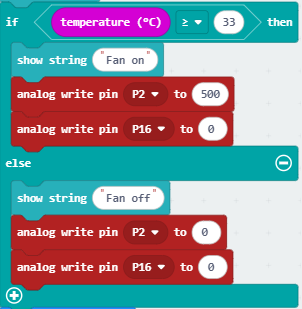 if temperature (°C) ≥ 33 then
show string "Fan on"
analog write pin P2 to 500
analog write pin P16 to 0
else
show string "Fan off"
analog write pin P2 to 0
analog write pin P16 to 0